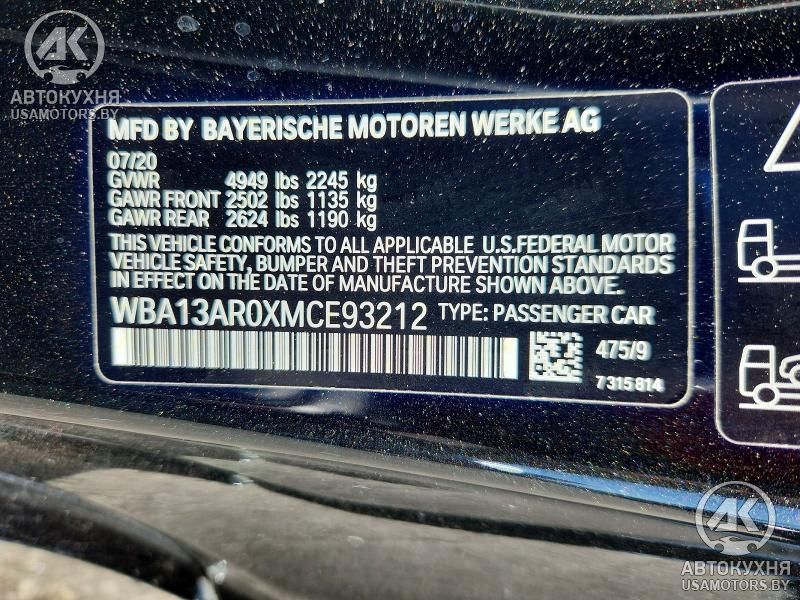 AK
АВТОКУХНЯ
USAMOTORS.BY
MFD BY BAYERISCHE MOTOREN WERKE AG
07/20
GVWR 4949 lbs 2245 kg
GAWR FRONT 2502 lbs 1135 kg
GAWR REAR 2624 lbs 1190 kg
THIS VEHICLE CONFORMS TO ALL APPLICABLE U.S.FEDERAL MOTOR
VEHICLE SAFETY, BUMPER AND THEFT PREVENTION STANDARDS
IN EFFECT ON THE DATE OF MANUFACTURE SHOWN ABOVE.
WBA13AR0XMCE93212 TYPE: PASSENGER CAR
475/9
7315814
AK
АВТОКУХНЯ
USAMOTORS.BY